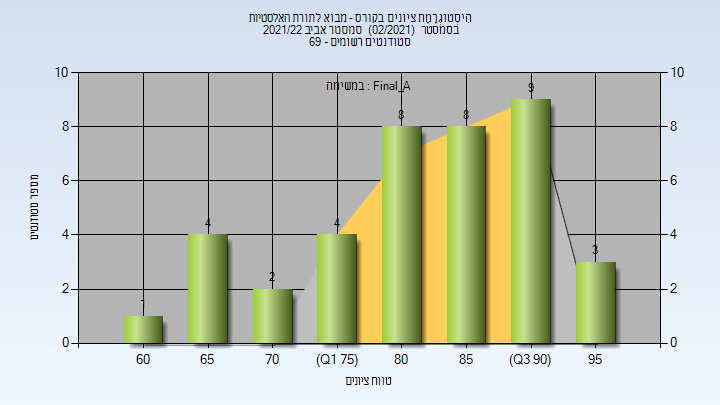 היסטוגרמת ציונים בקורס - מבוא לתורת האלסטיות
בסמסטר (02/2021) סמסטר אביב 2021/22
סטודנטים רשומים - 69
במשימה : Final_A
10 10
9
8 8 8 8
6 6
מספר סטודנטים
4 4 4 4
3
2 2 2
1
0 0
60 65 70 (Q1 75) 80 85 (Q3 90) 95
טווח ציונים